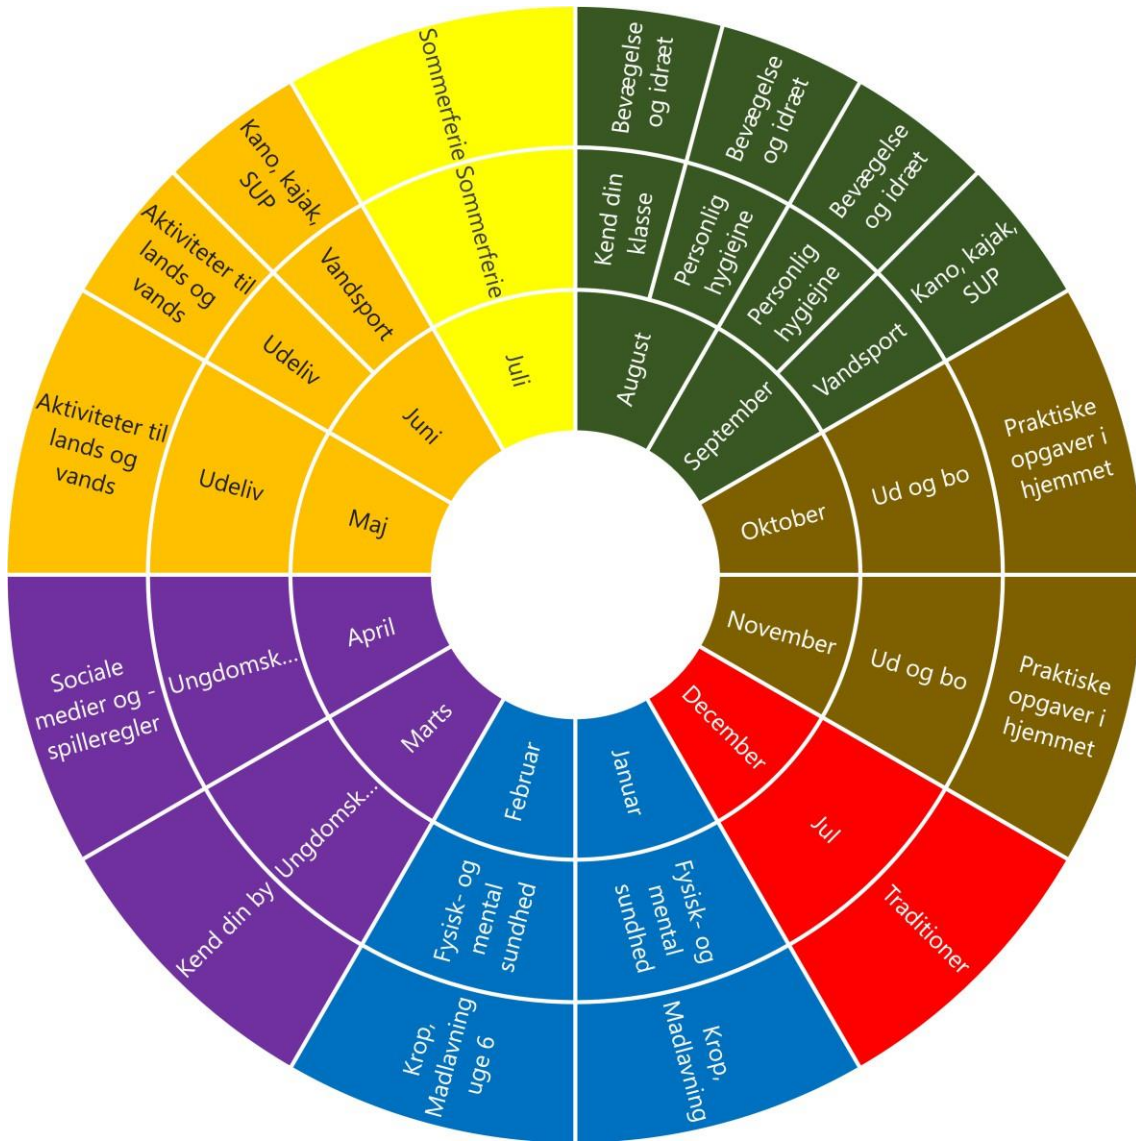 August
Kend din
klasse
Personlig
hygiejne
Bevægelse
og idræt
Bevægelse
og idræt
September
Personlig
hygiejne
Vandsport
Bevægelse
og idræt
Kano, kajak,
SUP
Oktober
Ud og bo
Praktiske
opgaver i
hjemmet
November
Ud og bo
Praktiske
opgaver i
hjemmet
December
Jul
Traditioner
Januar
Fysisk- og
mental
sundhed
Krop,
Madlavning
Februar
Fysisk- og
mental
sundhed
Krop,
Madlavning
uge 6
Marts
Ungdomsk...
Kend din by
April
Ungdomsk...
Sociale
medier og -
spilleregler
Maj
Udeliv
Aktiviteter til
lands og
vands
Juni
Udeliv
Vandsport
Aktiviteter til
lands og
vands
Kano, kajak,
SUP
Juli
Sommerferie
Sommerferie